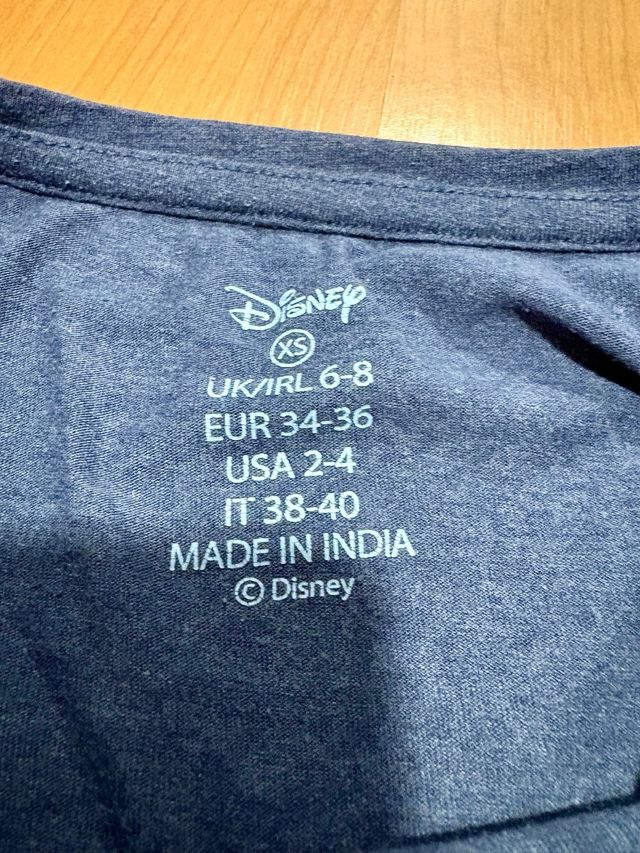 Disney
XS
UK/IRL 6-8
EUR 34-36
USA 2-4
IT 38-40
MADE IN INDIA
© Disney